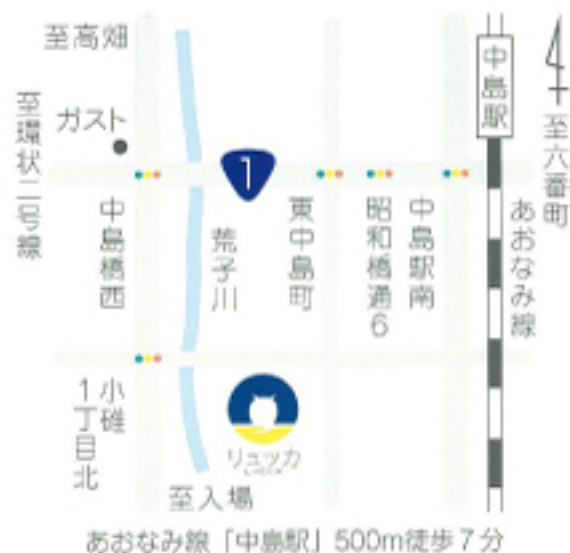 至高畑
中島駅
至六番町
ガスト
至環状二号線
1
中島橋西
荒子川
東中島町
昭和橋通6
中島駅南
あおなみ線
小碓
1丁目北
リュッカ
至入場
あおなみ線「中島駅」500m徒歩7分